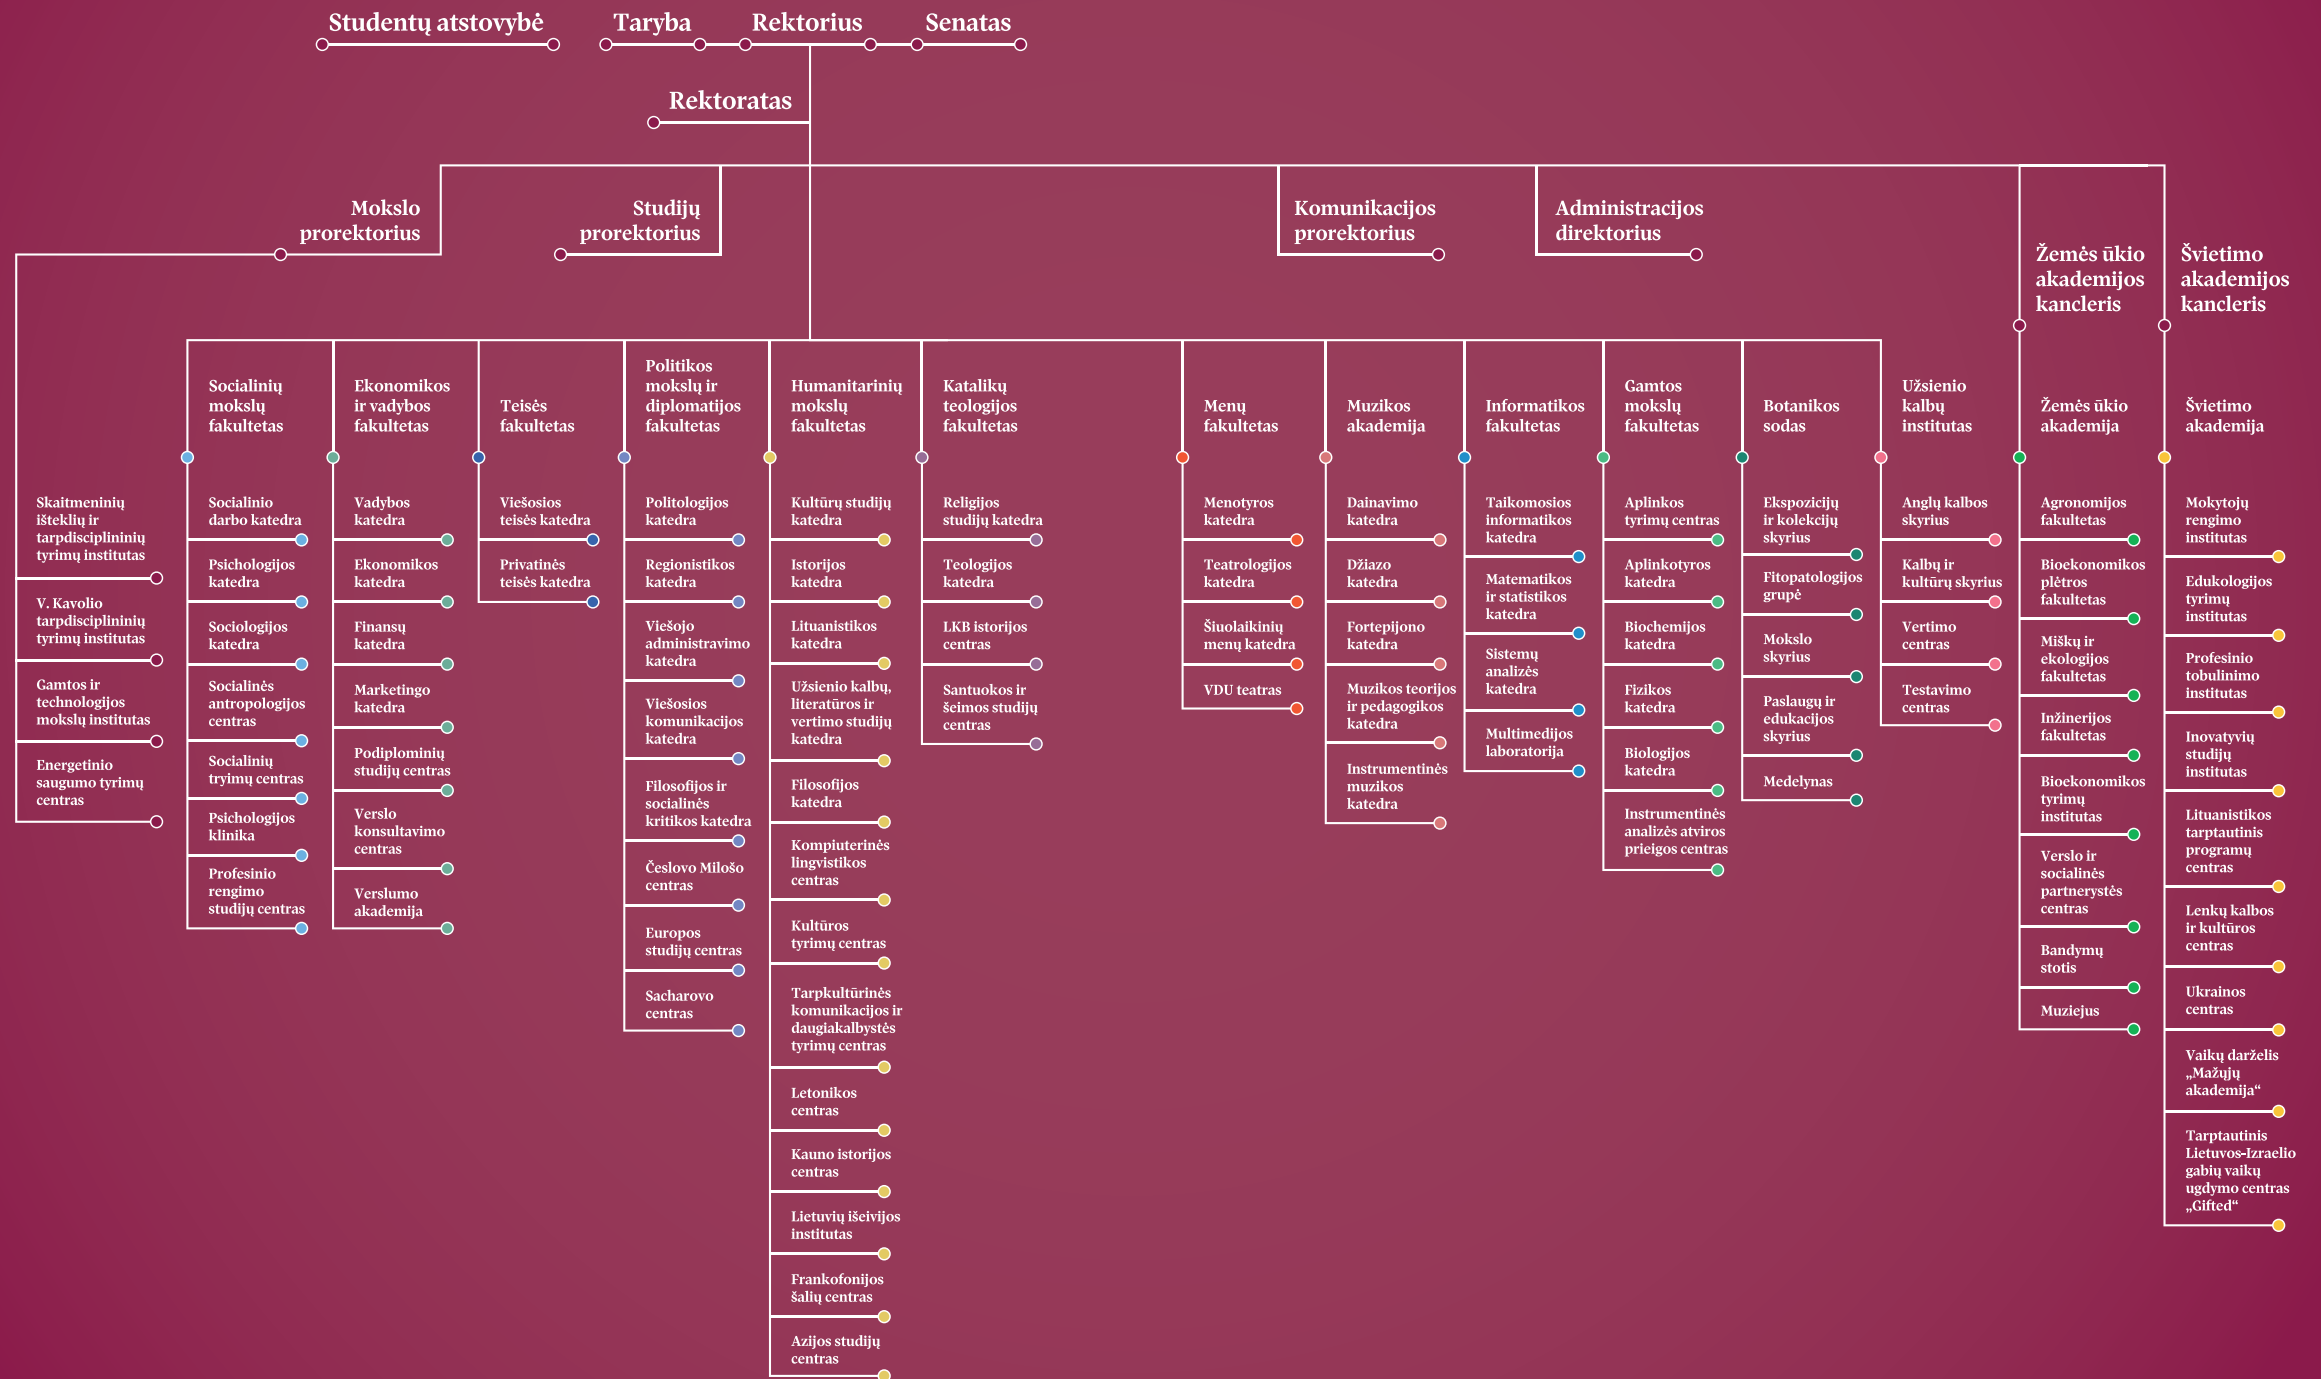 Studentų atstovybė
Taryba
Rektorius
Senatas
Rektoratas
Mokslo
prorektorius
Studijų
prorektorius
Komunikacijos
prorektorius
Administracijos
direktorius
Žemės ūkio
akademijos
kancleris
Švietimo
akademijos
kancleris
Skaitmeninių
išteklių ir
tarpdisciplininių
tyrimų institutas
V. Kavolio
tarpdisciplininių
tyrimų institutas
Gamtos ir
technologijos
mokslų institutas
Energetinio
saugumo tyrimų
centras
Socialinių
mokslų
fakultetas
Socialinio
darbo katedra
Psichologijos
katedra
Sociologijos
katedra
Socialinės
antropologijos
centras
Socialinių
tryimų centras
Psichologijos
klinika
Profesinio
rengimo
studijų centras
Ekonomikos
ir vadybos
fakultetas
Vadybos
katedra
Ekonomikos
katedra
Finansų
katedra
Marketingo
katedra
Podiplominių
studijų centras
Verslo
konsultavimo
centras
Verslumo
akademija
Teisės
fakultetas
Viešosios
teisės katedra
Privatinės
teisės katedra
Politikos
mokslų ir
diplomatijos
fakultetas
Politologijos
katedra
Regionistikos
katedra
Viešojo
administravimo
katedra
Viešosios
komunikacijos
katedra
Filosofijos ir
socialinės
kritikos katedra
Česlovo Milošo
centras
Europos
studijų centras
Sacharovo
centras
Humanitarinių
mokslų
fakultetas
Kultūrų studijų
katedra
Istorijos
katedra
Lituanistikos
katedra
Užsienio kalbų,
literatūros ir
vertimo studijų
katedra
Filosofijos
katedra
Kompiuterinės
lingvistikos
centras
Kultūros
tyrimų centras
Tarpkultūrinės
komunikacijos ir
daugiakalbystės
tyrimų centras
Letonikos
centras
Kauno istorijos
centras
Lietuvių išeivijos
institutas
Frankofonijos
šalių centras
Azijos studijų
centras
Katalikų
teologijos
fakultetas
Religijos
studijų katedra
Teologijos
katedra
LKB istorijos
centras
Santuokos ir
šeimos studijų
centras
Menų
fakultetas
Menotyros
katedra
Teatrologijos
katedra
Šiuolaikinių
menų katedra
VDU teatras
Muzikos
akademija
Dainavimo
katedra
Džiazo
katedra
Fortepijono
katedra
Muzikos teorijos
ir pedagogikos
katedra
Instrumentinės
muzikos
katedra
Informatikos
fakultetas
Taikomosios
informatikos
katedra
Matematikos
ir statistikos
katedra
Sistemų
analizės
katedra
Multimedijos
laboratorija
Gamtos
mokslų
fakultetas
Aplinkos
tyrimų centras
Aplinkotyros
katedra
Biochemijos
katedra
Fizikos
katedra
Biologijos
katedra
Instrumentinės
analizės atviros
prieigos centras
Botanikos
sodas
Ekspozicijų
ir kolekcijų
skyrius
Fitopatologijos
grupė
Mokslo
skyrius
Paslaugų ir
edukacijos
skyrius
Medelynas
Užsienio
kalbų
institutas
Anglų kalbos
skyrius
Kalbų ir
kultūrų skyrius
Vertimo
centras
Testavimo
centras
Žemės ūkio
akademija
Agronomijos
fakultetas
Bioekonomikos
plėtros
fakultetas
Miškų ir
ekologijos
fakultetas
Inžinerijos
fakultetas
Bioekonomikos
tyrimų
institutas
Verslo ir
socialinės
partnerystės
centras
Bandymų
stotis
Muziejus
Švietimo
akademija
Mokytojų
rengimo
institutas
Edukologijos
tyrimų
institutas
Profesinio
tobulinimo
institutas
Inovatyvių
studijų
institutas
Lituanistikos
tarptautinis
programų
centras
Lenkų kalbos
ir kultūros
centras
Ukrainos
centras
Vaikų darželis
„Mažųjų
akademija“
Tarptautinis
Lietuvos-Izraelio
gabių vaikų
ugdymo centras
„Gifted“